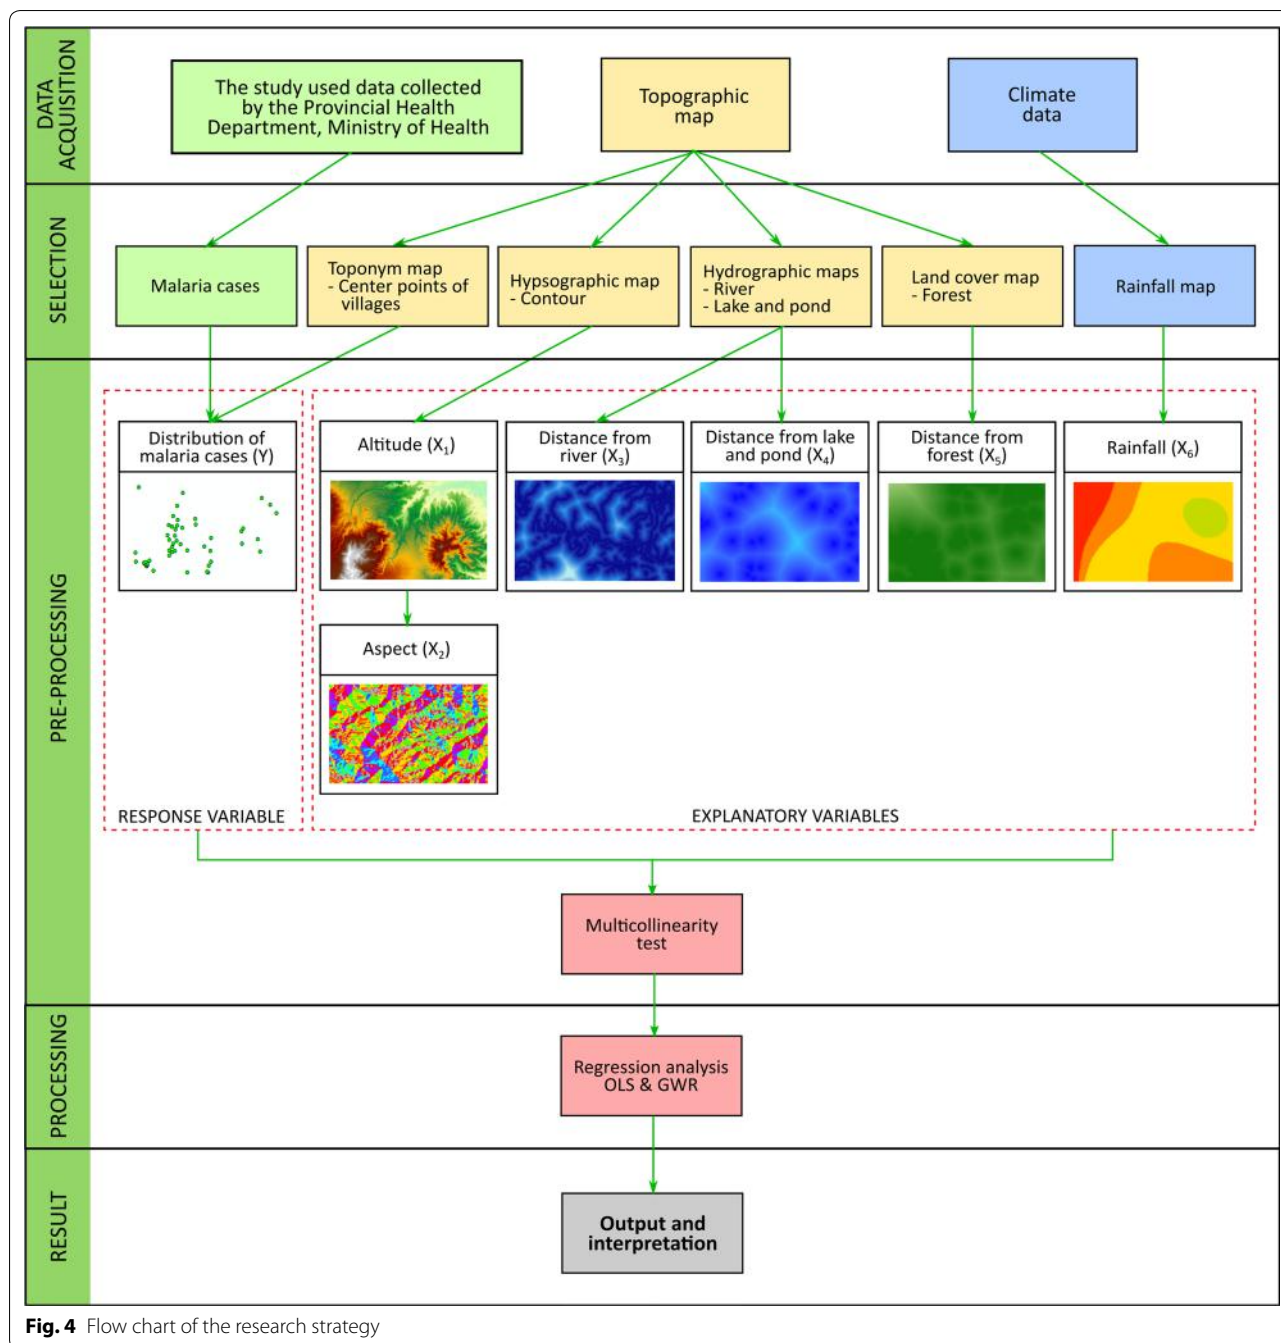 DATA
ACQUISITION
The study used data collected
by the Provincial Health
Department, Ministry of Health
Topographic
map
Climate
data
SELECTION
Malaria cases
Toponym map
- Center points of
villages
Hypsographic map
- Contour
Hydrographic maps
- River
- Lake and pond
Land cover map
- Forest
Rainfall map
PRE-PROCESSING
Distribution of
malaria cases (Y)
Altitude (X₁)
Distance from
river (X₃)
Distance from lake
and pond (X₄)
Distance from
forest (X₅)
Rainfall (X₆)
Aspect (X₂)
RESPONSE VARIABLE
EXPLANATORY VARIABLES
Multicollinearity
test
PROCESSING
Regression analysis
OLS & GWR
RESULT
Output and
interpretation
Fig. 4 Flow chart of the research strategy